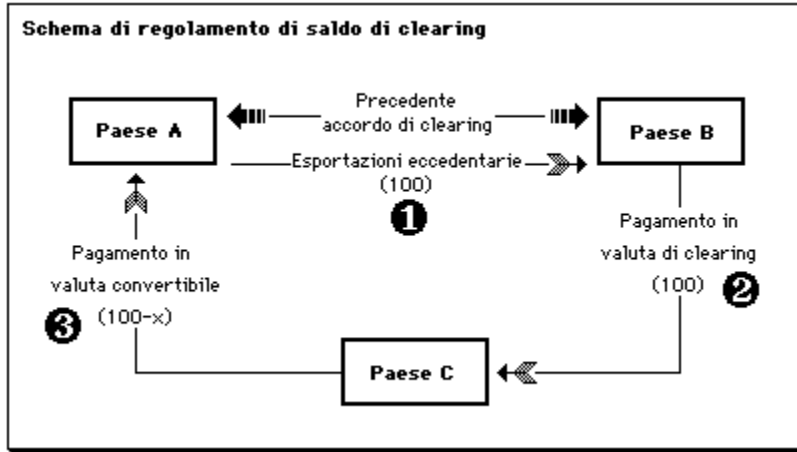 Schema di regolamento di saldo di clearing
Precedente
accordo di clearing
Paese A
Paese B
Esportazioni eccedentarie
(100)
1
Pagamento in
valuta di clearing
(100) 2
Pagamento in
valuta convertibile
3 (100-x)
Paese C